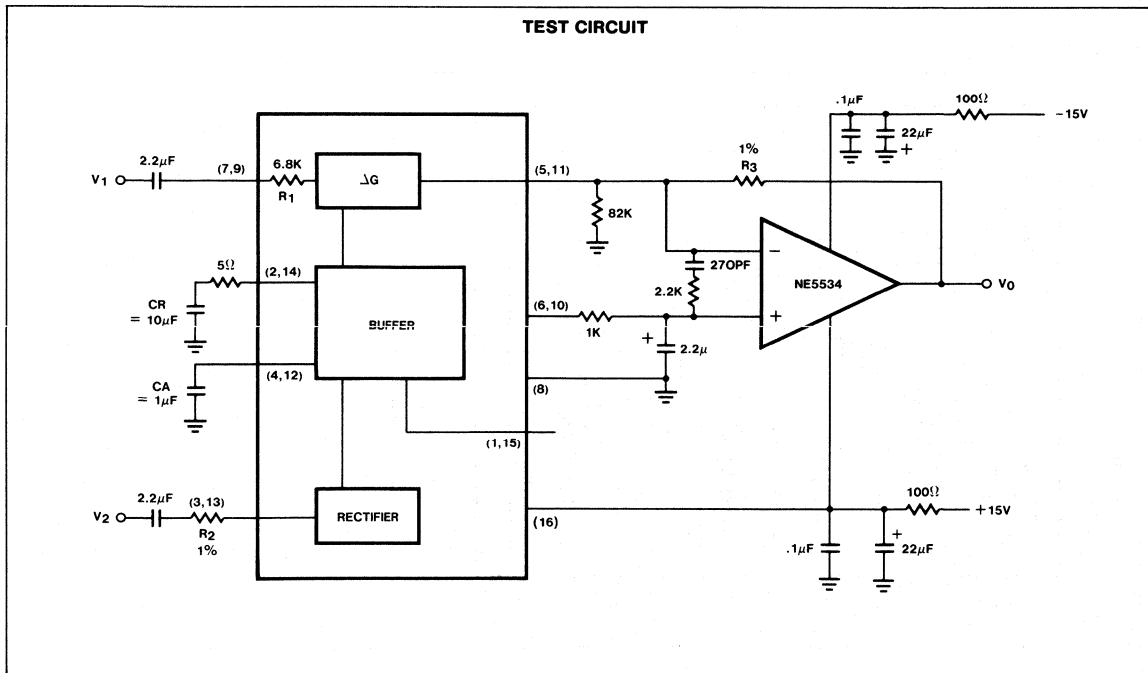 TEST CIRCUIT
.1μF
100Ω
-15V
22μF
+
2.2μF
(7,9)
6.8K
ΔG
(5,11)
1%
R3
V1
R1
82K
5Ω
(2,14)
270PF
NE5534
V0
2.2K
CR
= 10μF
BUFFER
(6,10)
1K
+
2.2μ
(4,12)
CA
= 1μF
(8)
(1,15)
2.2μF
(3,13)
V2
R2
1%
RECTIFIER
(16)
100Ω
+15V
.1μF
+
22μF
−
+